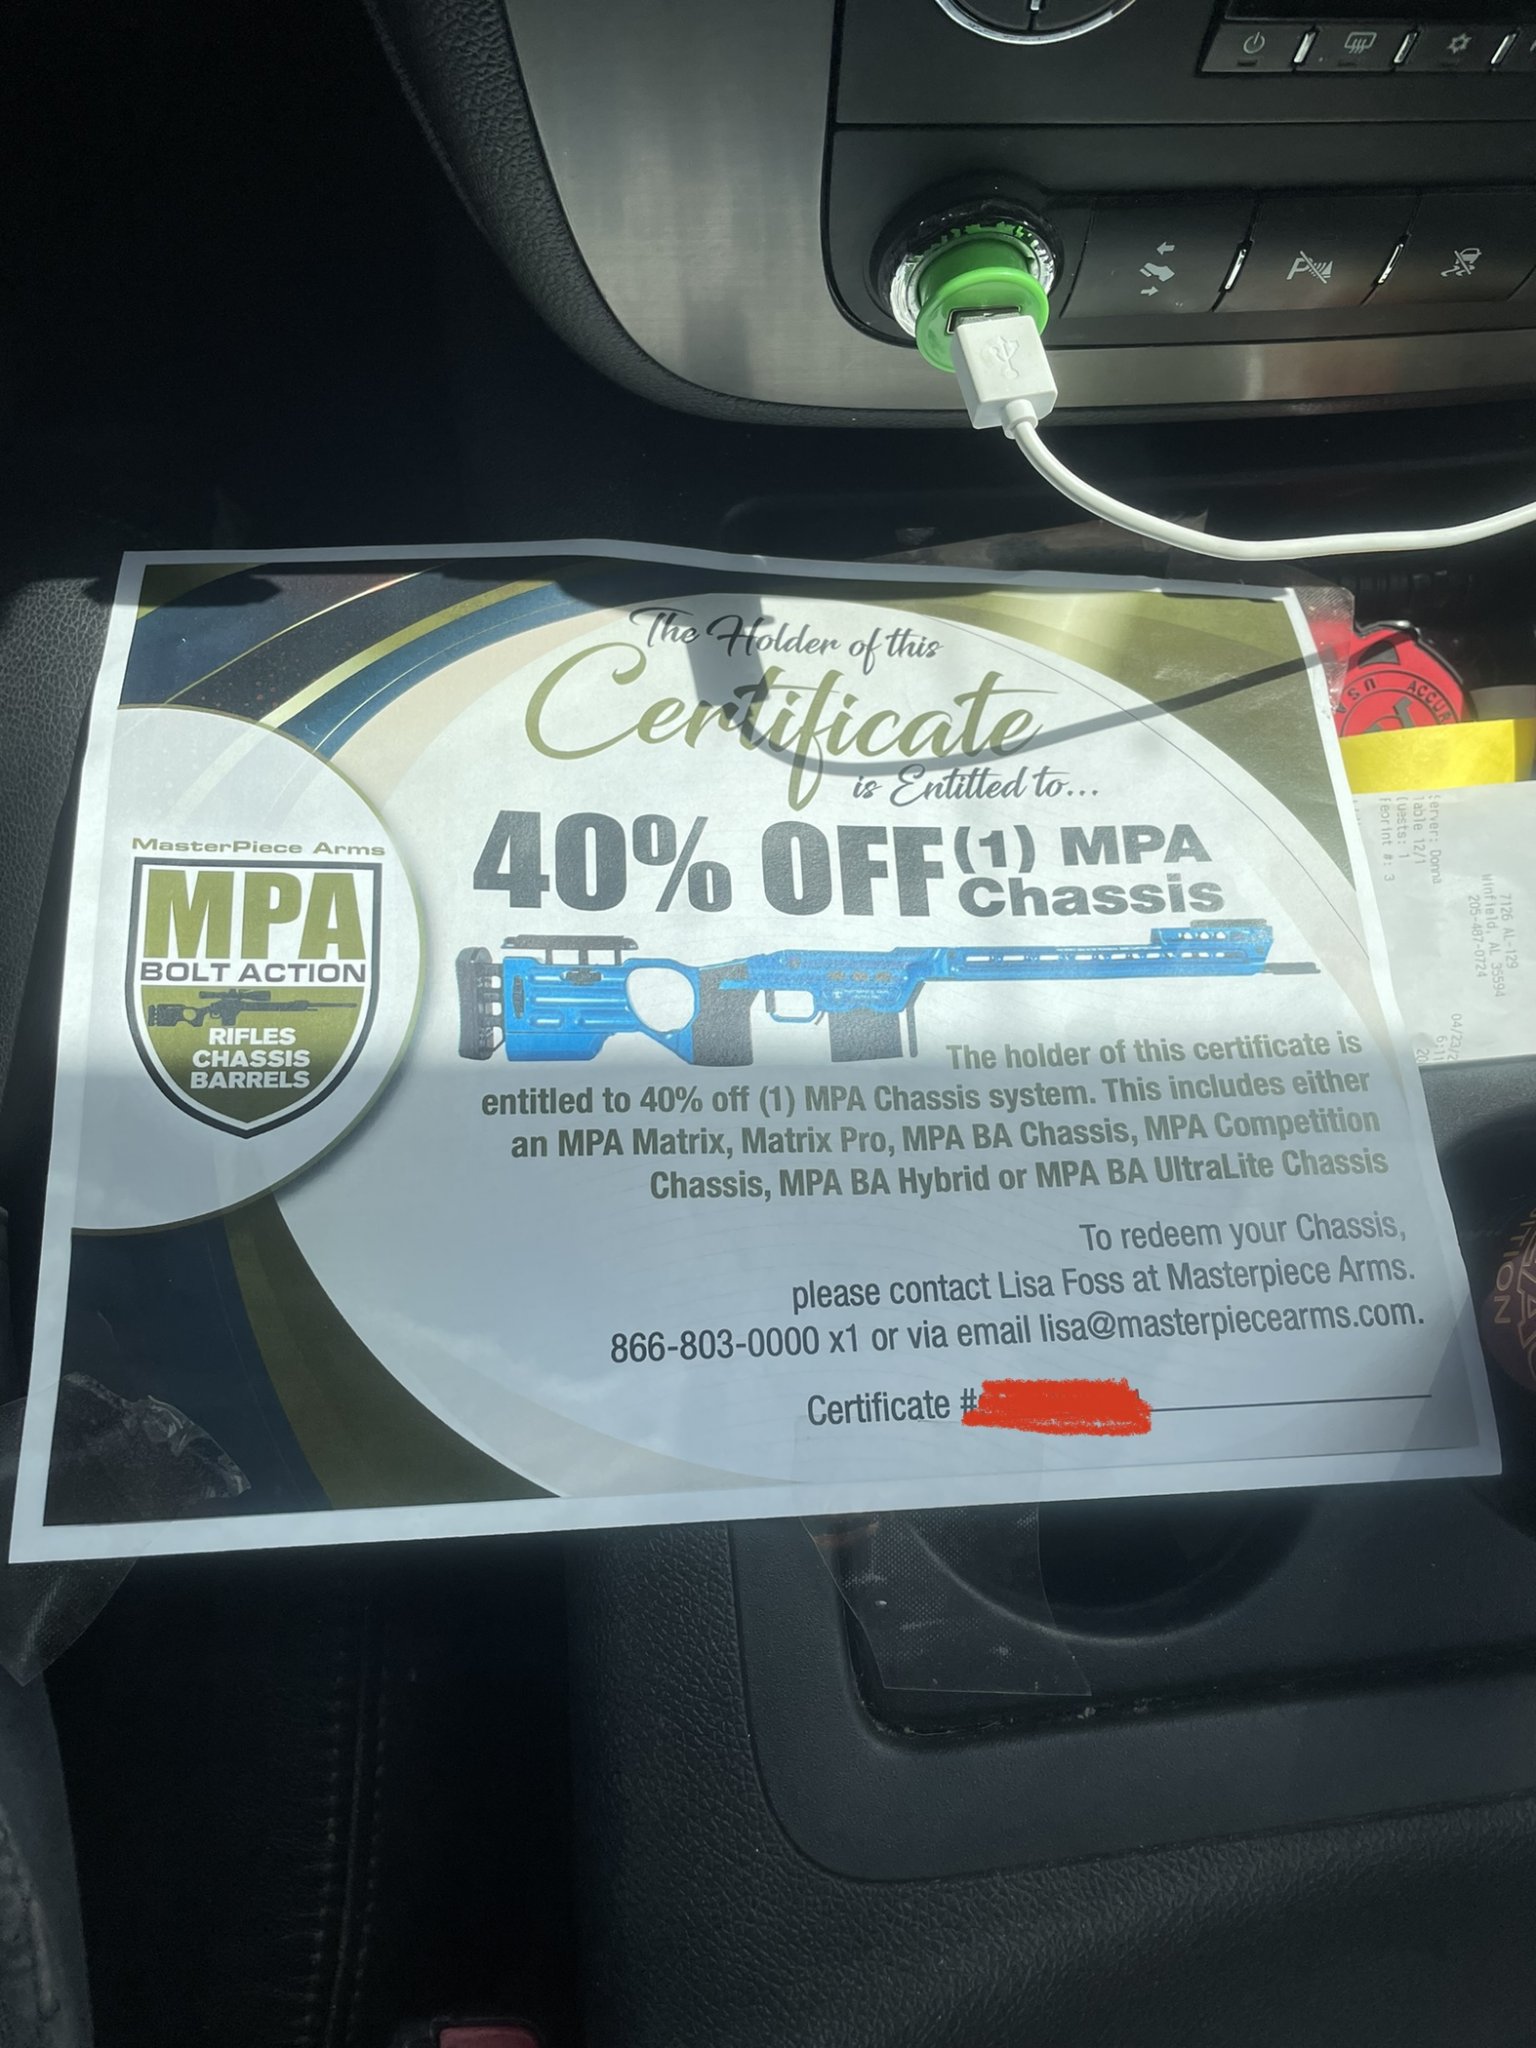 The Holder of this
Certificate
is Entitled to...
40% OFF (1) MPA
Chassis
MasterPiece Arms
MPA
BOLT ACTION
RIFLES
CHASSIS
BARRELS
The holder of this certificate is
entitled to 40% off (1) MPA Chassis system. This includes either
an MPA Matrix, Matrix Pro, MPA BA Chassis, MPA Competition
Chassis, MPA BA Hybrid or MPA BA UltraLite Chassis
To redeem your Chassis,
please contact Lisa Foss at Masterpiece Arms.
866-803-0000 x1 or via email lisa@masterpiecearms.com.
Certificate #
7126 AL-129
Winfield, AL 35594
205-487-0724
Donna
12/1
1
#: 3